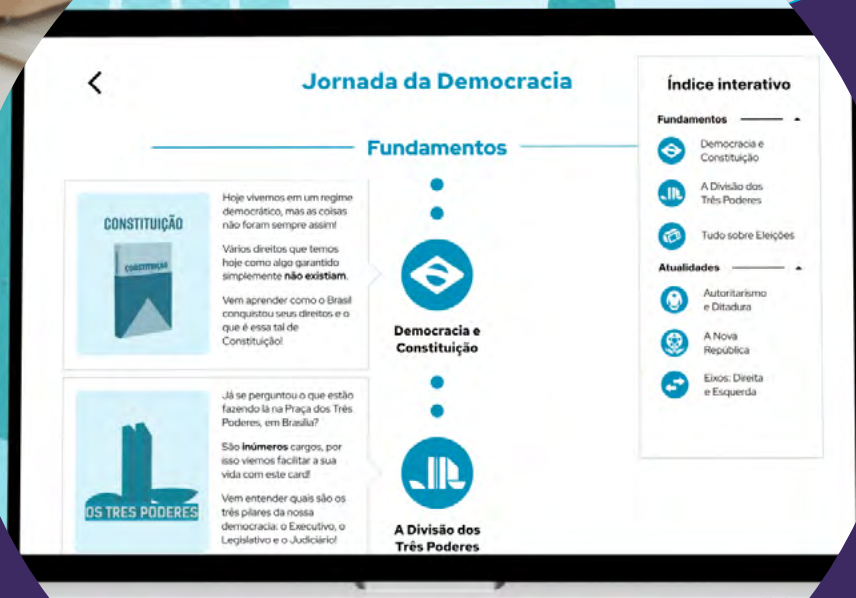 Jornada da Democracia
Fundamentos
CONSTITUIÇÃO
CONSTITUIÇÃO
Hoje vivemos em um regime
democrático, mas as coisas
não foram sempre assim!
Vários direitos que temos
hoje como algo garantido
simplesmente não existiam.
Vem aprender como o Brasil
conquistou seus direitos e o
que é essa tal de
Constituição!
Democracia e
Constituição
OS TRES PODERES
Já se perguntou o que estão
fazendo lá na Praça dos Três
Poderes, em Brasília?
São inúmeros cargos, por
isso viemos facilitar a sua
vida com este card!
Vem entender quais são os
três pilares da nossa
democracia: o Executivo, o
Legislativo e o Judiciário!
A Divisão dos
Três Poderes
Índice interativo
Fundamentos
Democracia e
Constituição
A Divisão dos
Três Poderes
Tudo sobre Eleições
Atualidades
Autoritarismo
e Ditadura
A Nova
República
Eixos: Direita
e Esquerda